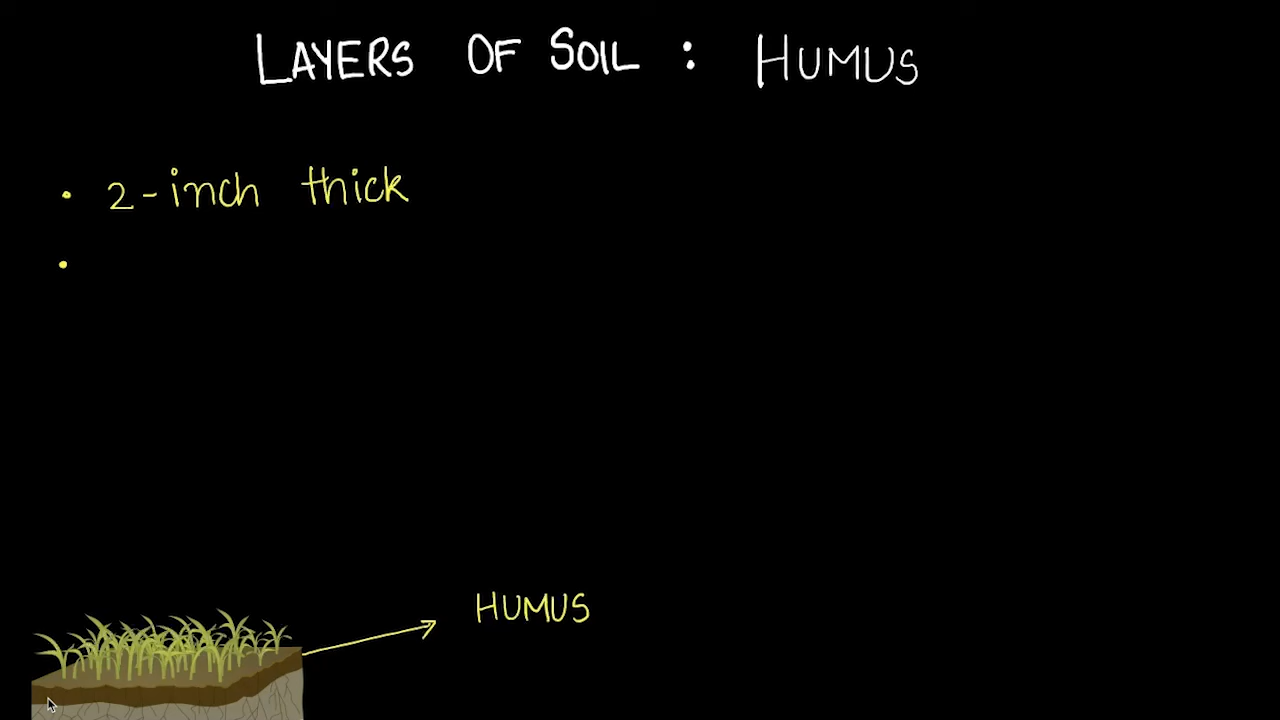 LAYERS OF SOIL : HUMUS
• 2-inch thick
•
HUMUS